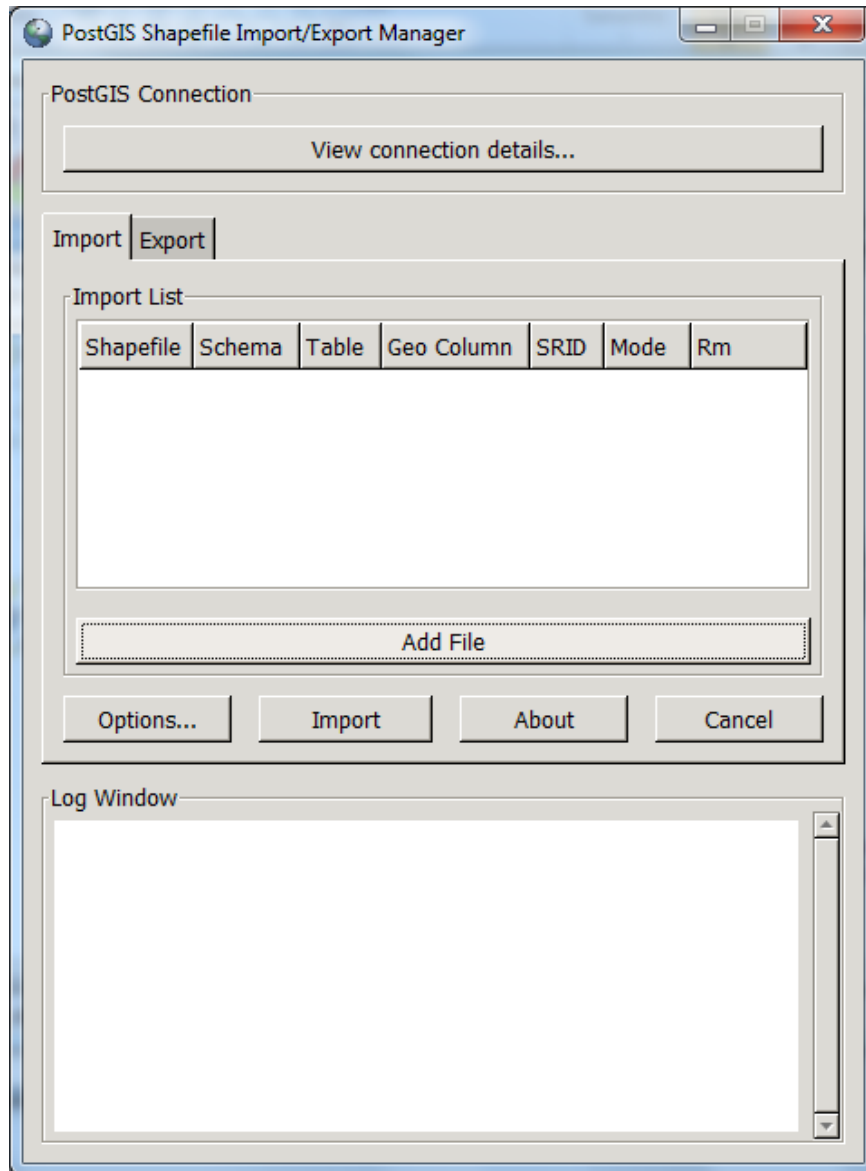 PostGIS Shapefile Import/Export Manager
PostGIS Connection
View connection details...
Import Export
Import List
Shapefile Schema Table Geo Column SRID Mode Rm
Add File
Options... Import About Cancel
Log Window